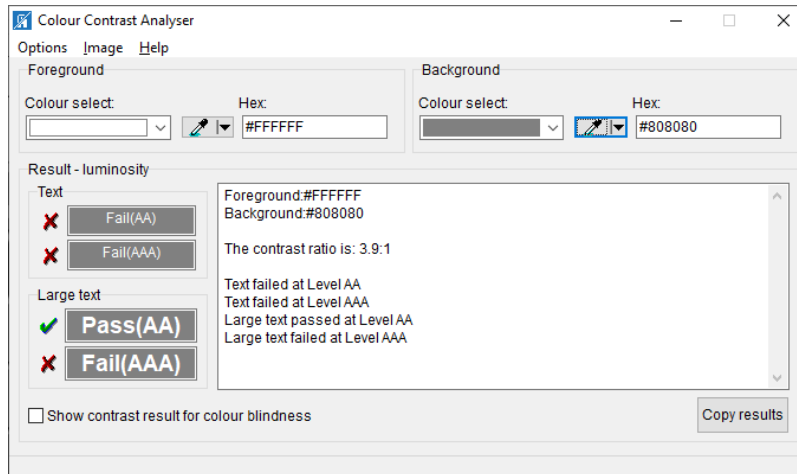 Colour Contrast Analyser
Options Image Help
Foreground
Colour select:
Hex:
#FFFFFF
Background
Colour select:
Hex:
#808080
Result - luminosity
Text
Fail(AA)
Fail(AAA)
Large text
Pass(AA)
Fail(AAA)
Foreground:#FFFFFF
Background:#808080
The contrast ratio is: 3.9:1
Text failed at Level AA
Text failed at Level AAA
Large text passed at Level AA
Large text failed at Level AAA
Show contrast result for colour blindness
Copy results